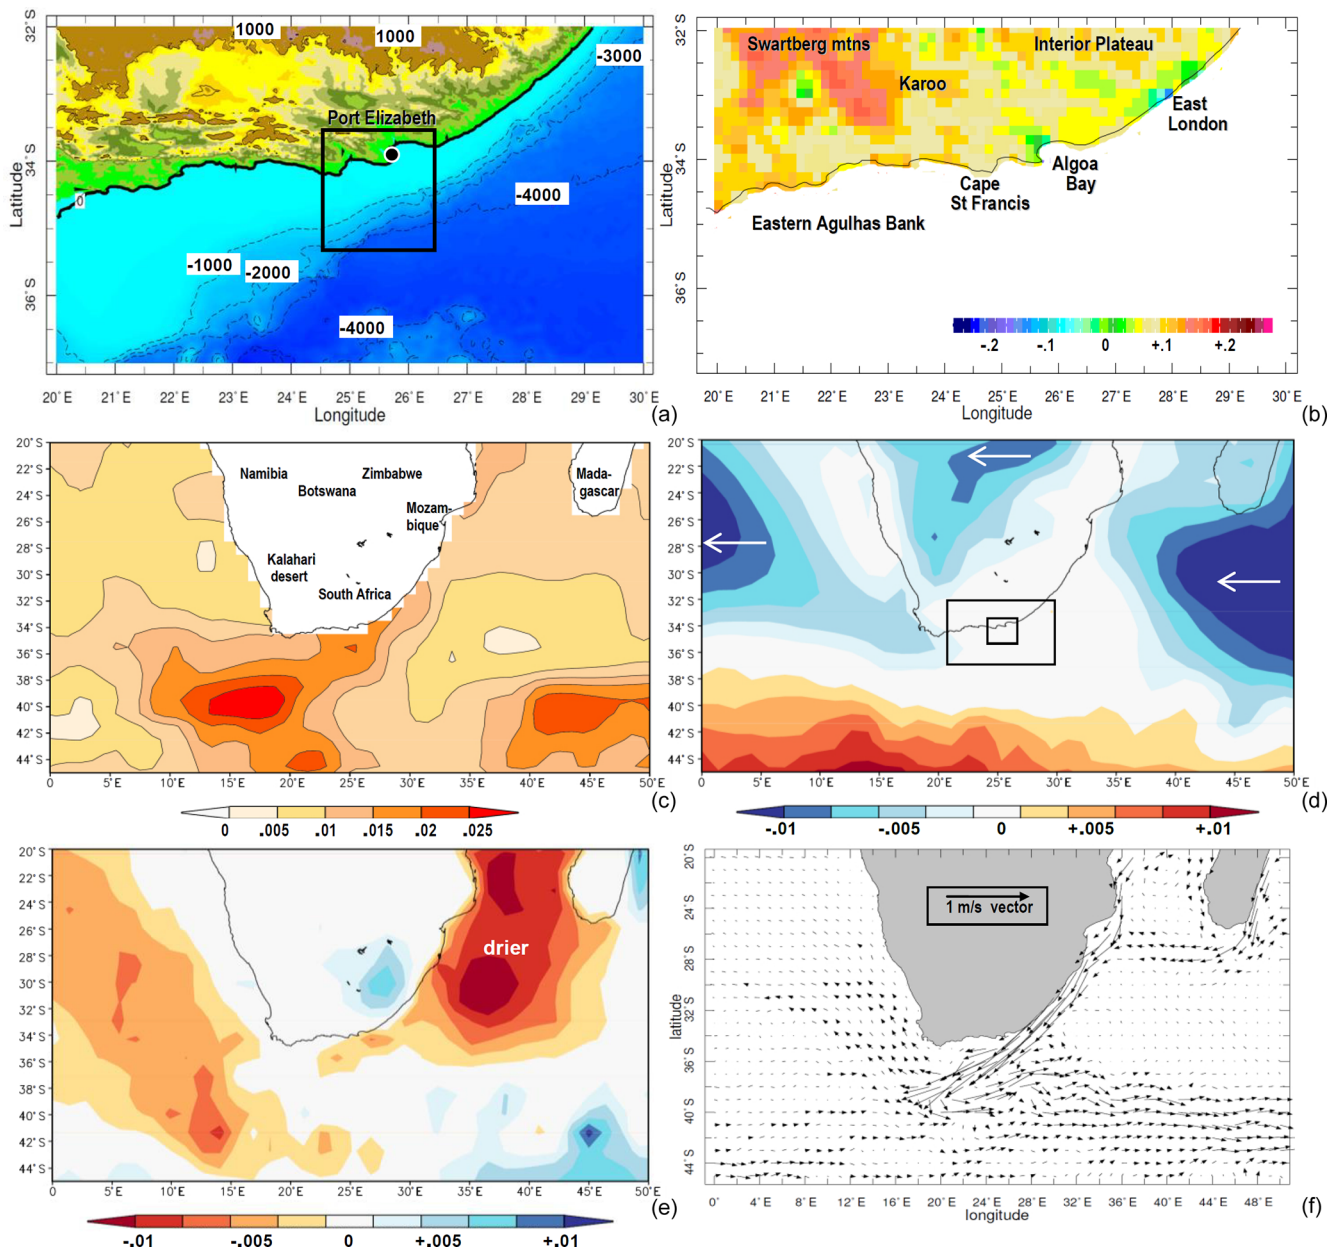 1000
1000
-3000
Port Elizabeth
-4000
0
-1000
-2000
-4000
32°S
34°S
36°S
Latitude
20°E 21°E 22°E 23°E 24°E 25°E 26°E 27°E 28°E 29°E 30°E
Longitude
(a)
Swartberg mtns
Interior Plateau
Karoo
East
London
Algoa
Bay
Cape
St Francis
Eastern Agulhas Bank
-.2 -.1 0 +.1 +.2
32°S
34°S
36°S
Latitude
20°E 21°E 22°E 23°E 24°E 25°E 26°E 27°E 28°E 29°E 30°E
Longitude
(b)
20°S
22°S
24°S
26°S
28°S
30°S
32°S
34°S
36°S
38°S
40°S
42°S
44°S
Namibia
Zimbabwe
Botswana
Mada-
gascar
Mozam-
bique
Kalahari
desert
South Africa
0 5°E 10°E 15°E 20°E 25°E 30°E 35°E 40°E 45°E 50°E
(c)
0 .005 .01 .015 .02 .025
20°S
22°S
24°S
26°S
28°S
30°S
32°S
34°S
36°S
38°S
40°S
42°S
44°S
0 5°E 10°E 15°E 20°E 25°E 30°E 35°E 40°E 45°E 50°E
(d)
-.01 -.005 0 +.005 +.01
20°S
22°S
24°S
26°S
28°S
30°S
32°S
34°S
36°S
38°S
40°S
42°S
44°S
drier
0 5°E 10°E 15°E 20°E 25°E 30°E 35°E 40°E 45°E 50°E
(e)
-.01 -.005 0 +.005 +.01
20°S
24°S
28°S
32°S
36°S
40°S
44°S
latitude
1 m/s vector
0° 4°E 8°E 12°E 16°E 20°E 24°E 28°E 32°E 36°E 40°E 44°E 48°E
longitude
(f)